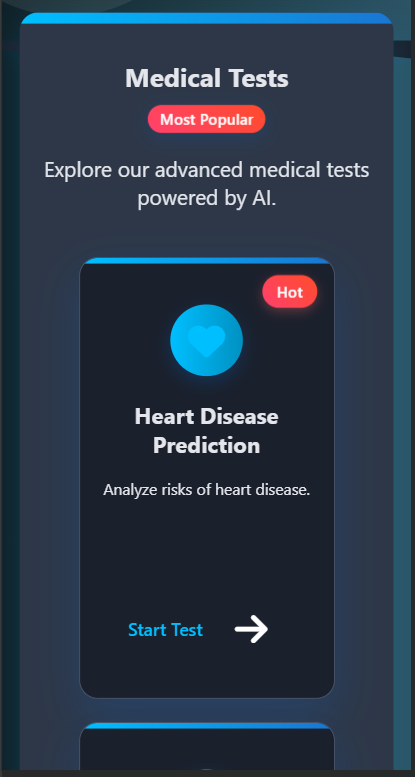 Medical Tests
Most Popular
Explore our advanced medical tests
powered by AI.
Hot
Heart Disease
Prediction
Analyze risks of heart disease.
Start Test